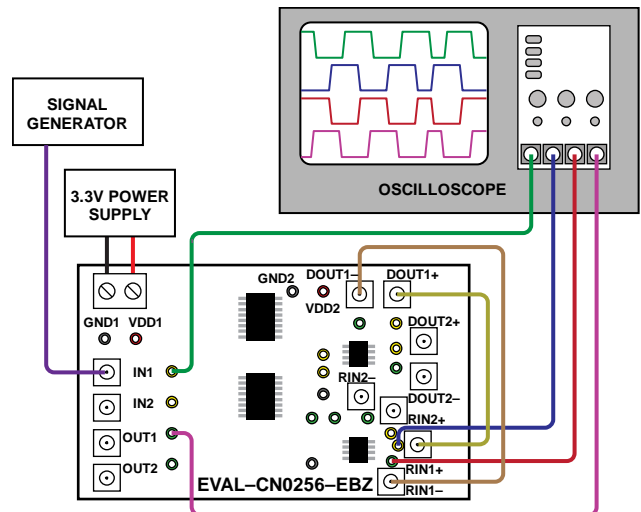 SIGNAL
GENERATOR
3.3V POWER
SUPPLY
OSCILLOSCOPE
GND2
DOUT1–
DOUT1+
VDD2
GND1
VDD1
DOUT2+
IN1
RIN2–
DOUT2–
IN2
RIN2+
OUT1
OUT2
RIN1+
EVAL–CN0256–EBZ
RIN1–